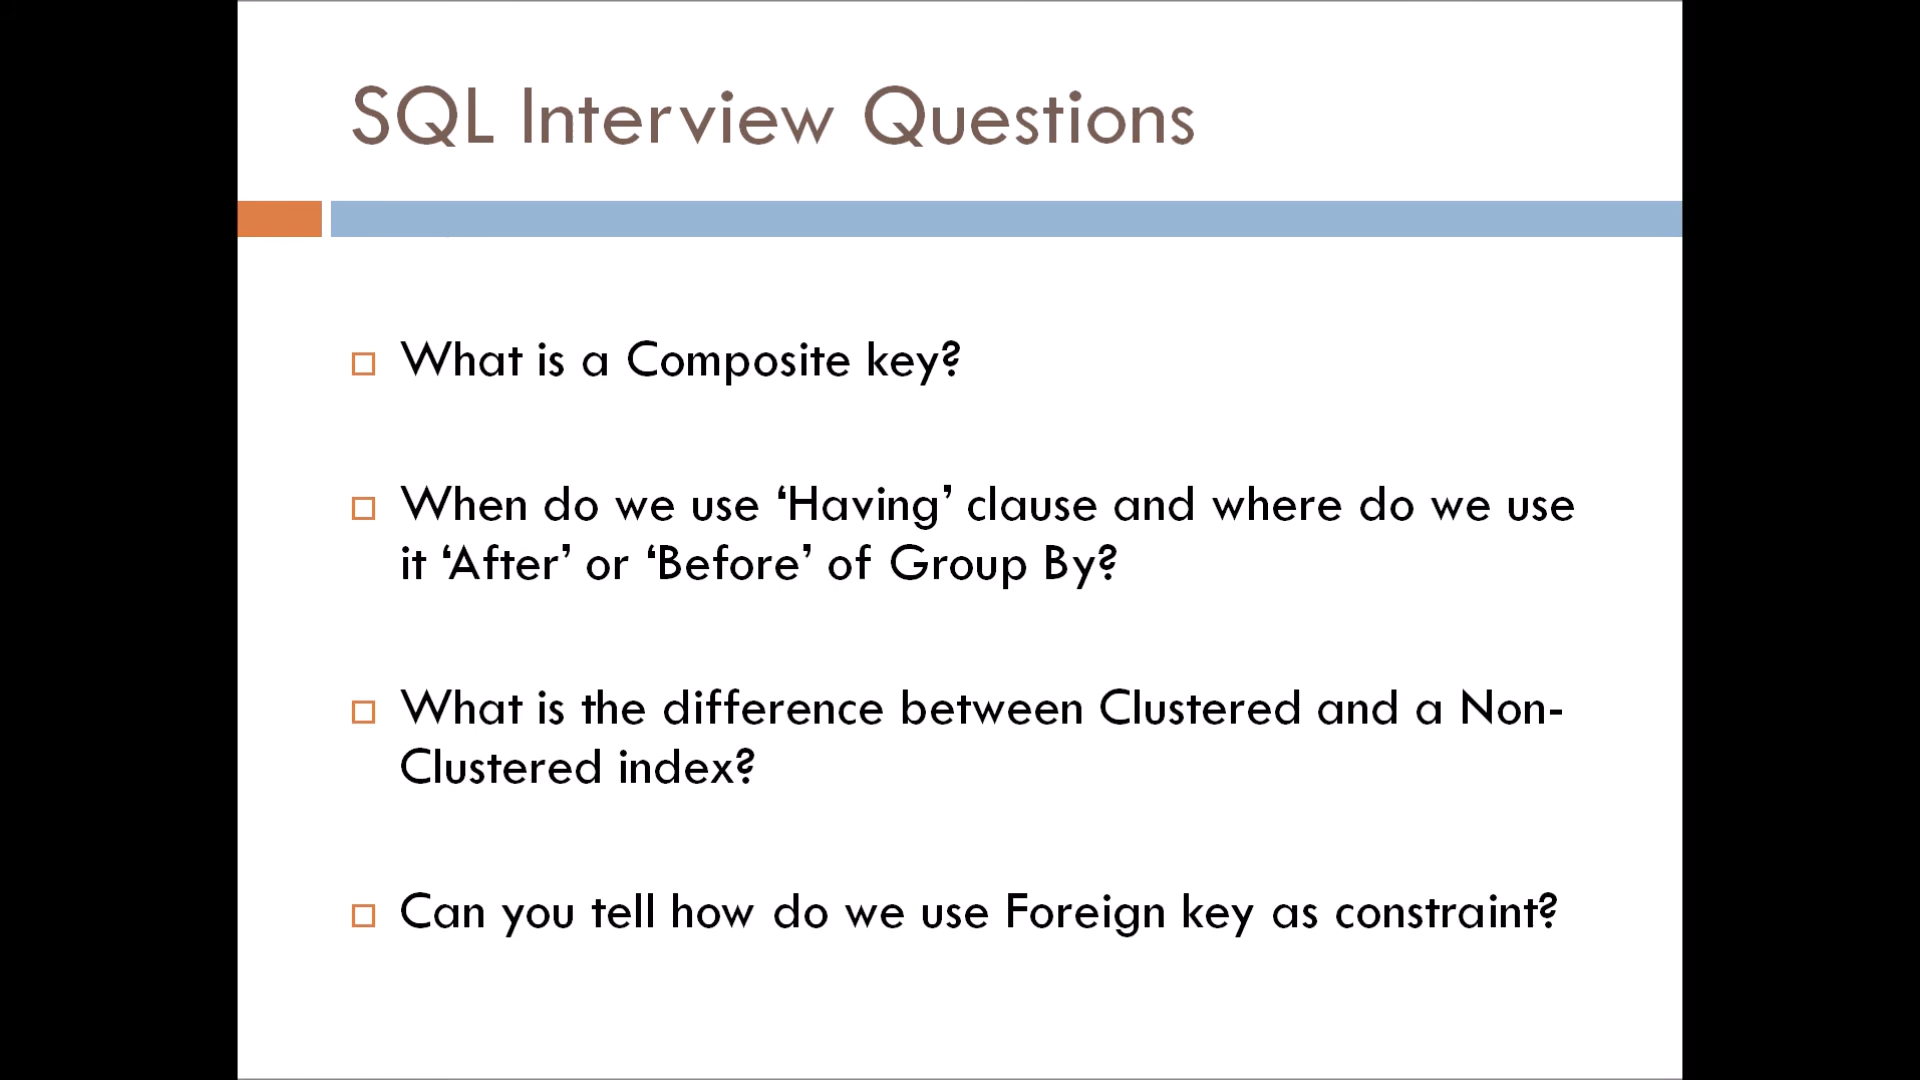 SQL Interview Questions
What is a Composite key?
When do we use ‘Having’ clause and where do we use
it ‘After’ or ‘Before’ of Group By?
What is the difference between Clustered and a Non-
Clustered index?
Can you tell how do we use Foreign key as constraint?